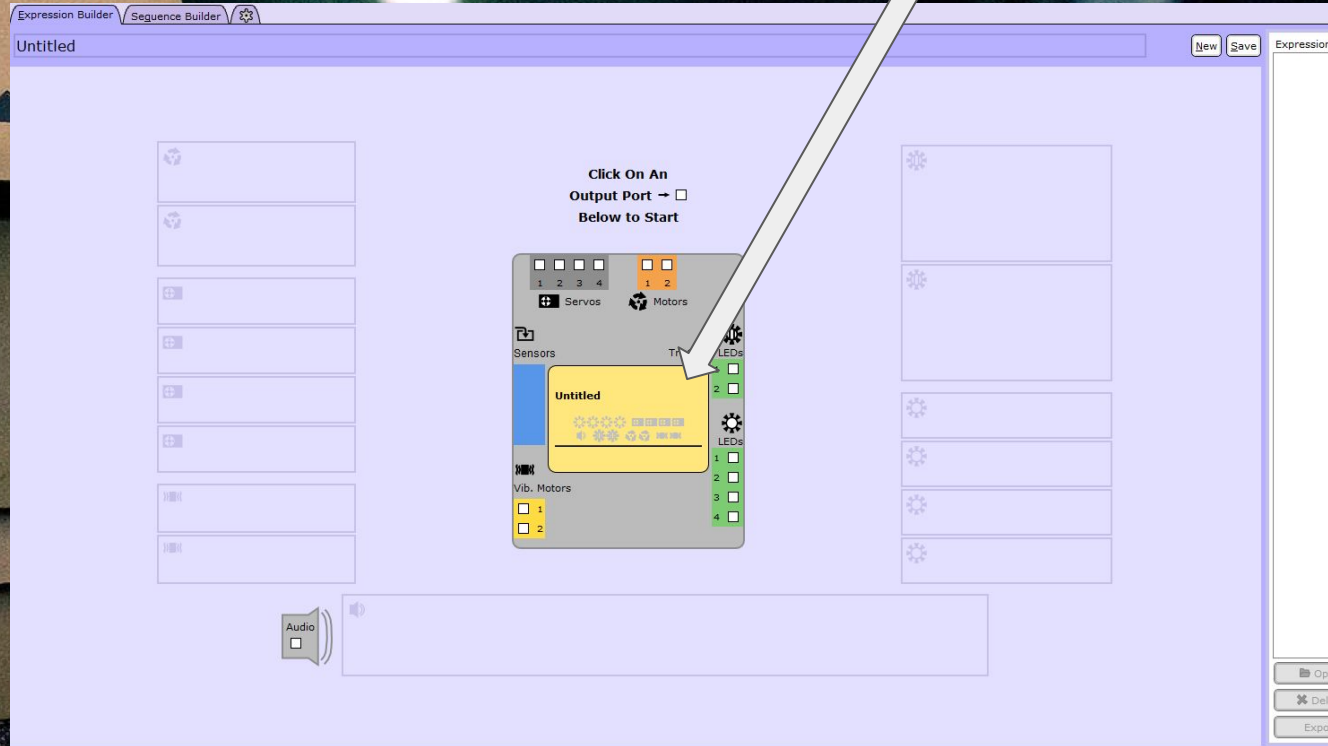 Expression Builder
Sequence Builder
Untitled
New
Save
Click On An
Output Port → □
Below to Start
1 2 3 4
1 2
Servos
Motors
Sensors
LEDs
2
Untitled
LEDs
1
2
3
4
Vib. Motors
1
2
Audio